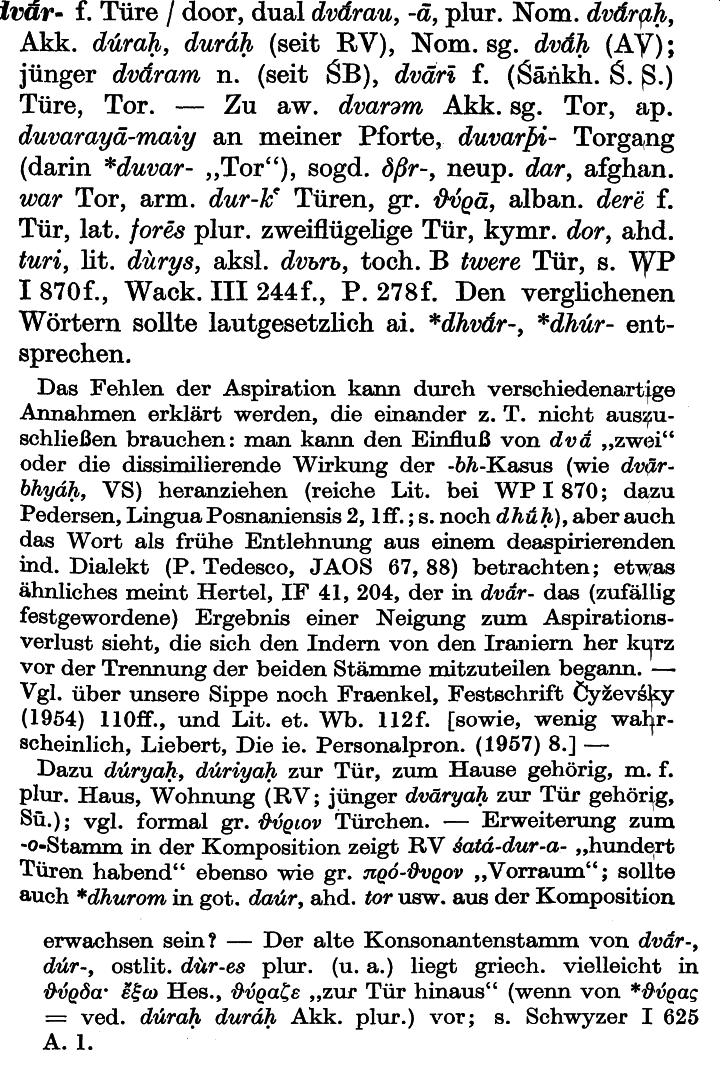 dvā́r- f. Türe / door, dual dvā́rau, -ā, plur. Nom. dvā́raḥ,
Akk. dúraḥ, duráḥ (seit RV), Nom. sg. dvā́ḥ (AV);
jünger dvā́ram n. (seit ŚB), dvārī f. (Śāṅkh. Ś. S.)
Türe, Tor. — Zu aw. dvarəm Akk. sg. Tor, ap.
duvarayā-maiy an meiner Pforte, duvarþi- Torgang
(darin *duvar- „Tor“), sogd. δβr-, neup. dar, afghan.
war Tor, arm. dur-kʿ Türen, gr. ϑύρᾱ, alban. derë f.
Tür, lat. forēs plur. zweiflügelige Tür, kymr. dor, ahd.
turi, lit. dùrys, aksl. dvьrь, toch. B twere Tür, s. WP
I 870f., Wack. III 244f., P. 278f. Den verglichenen
Wörtern sollte lautgesetzlich ai. *dhvā́r-, *dhúr- ent-
sprechen.
Das Fehlen der Aspiration kann durch verschiedenartige
Annahmen erklärt werden, die einander z. T. nicht auszu-
schließen brauchen: man kann den Einfluß von dvā́ „zwei“
oder die dissimilierende Wirkung der -bh-Kasus (wie dvār-
bhyáḥ, VS) heranziehen (reiche Lit. bei WP I 870; dazu
Pedersen, Lingua Posnaniensis 2, 1ff.; s. noch dhū́ḥ), aber auch
das Wort als frühe Entlehnung aus einem deaspirierenden
ind. Dialekt (P. Tedesco, JAOS 67, 88) betrachten; etwas
ähnliches meint Hertel, IF 41, 204, der in dvā́r- das (zufällig
festgewordene) Ergebnis einer Neigung zum Aspirations-
verlust sieht, die sich den Indern von den Iraniern her kurz
vor der Trennung der beiden Stämme mitzuteilen begann. —
Vgl. über unsere Sippe noch Fraenkel, Festschrift Čyževśky
(1954) 110ff., und Lit. et. Wb. 112f. [sowie, wenig wahr-
scheinlich, Liebert, Die ie. Personalpron. (1957) 8.] —
Dazu dúryaḥ, dúriyaḥ zur Tür, zum Hause gehörig, m. f.
plur. Haus, Wohnung (RV; jünger dvāryaḥ zur Tür gehörig,
Sū.); vgl. formal gr. ϑύριον Türchen. — Erweiterung zum
-o-Stamm in der Komposition zeigt RV śatá-dur-a- „hundert
Türen habend“ ebenso wie gr. πρό-ϑυρον „Vorraum“; sollte
auch *dhurom in got. daúr, ahd. tor usw. aus der Komposition
erwachsen sein? — Der alte Konsonantenstamm von dvā́r-,
dúr-, ostlit. dùr-es plur. (u. a.) liegt griech. vielleicht in
ϑύρδα· ἔξω Hes., ϑύραζε „zur Tür hinaus“ (wenn von *ϑύρας
= ved. dúraḥ duráḥ Akk. plur.) vor; s. Schwyzer I 625
A. 1.